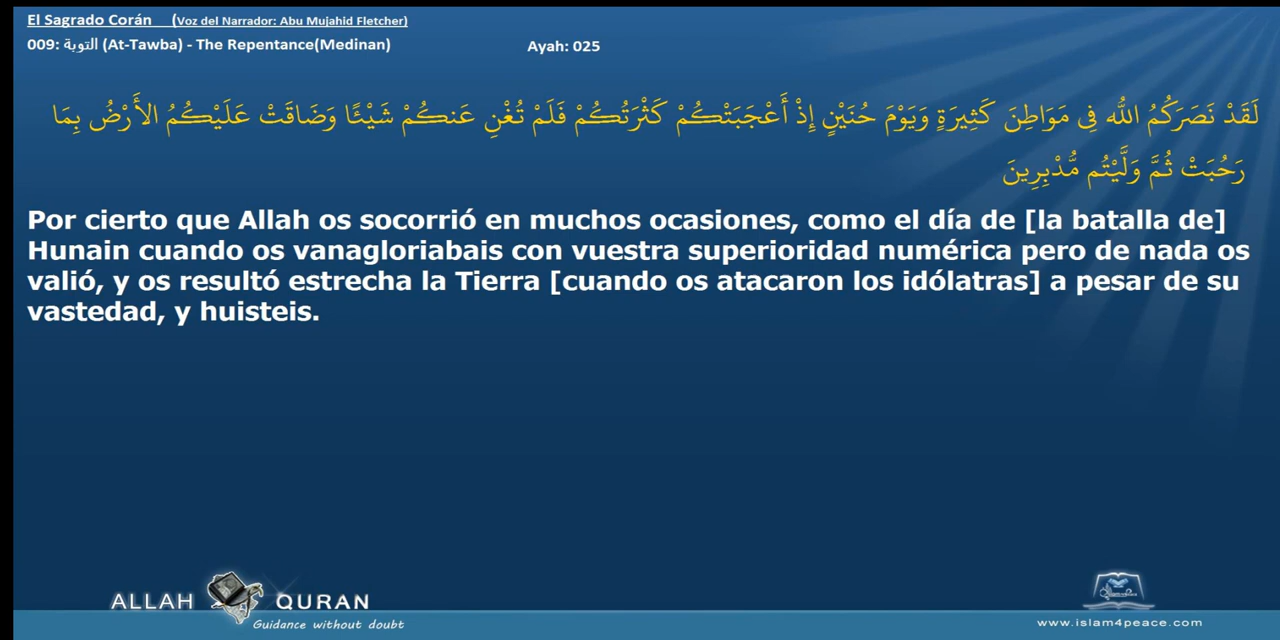 El Sagrado Corán (Voz del Narrador: Abu Mujahid Fletcher)
009: التوبة (At-Tawba) - The Repentance(Medinan) Ayah: 025
لَقَدْ نَصَرَكُمُ اللّهُ فِي مَوَاطِنَ كَثِيرَةٍ وَيَوْمَ حُنَيْنٍ إِذْ أَعْجَبَتْكُمْ كَثْرَتُكُمْ فَلَمْ تُغْنِ عَنكُمْ شَيْئًا وَضَاقَتْ عَلَيْكُمُ الأَرْضُ بِمَا
رَحُبَتْ ثُمَّ وَلَّيْتُم مُّدْبِرِينَ
Por cierto que Allah os socorrió en muchos ocasiones, como el día de [la batalla de]
Hunain cuando os vanagloriabais con vuestra superioridad numérica pero de nada os
valió, y os resultó estrecha la Tierra [cuando os atacaron los idólatras] a pesar de su
vastedad, y huisteis.
ALLAH QURAN
Guidance without doubt
www.islam4peace.com